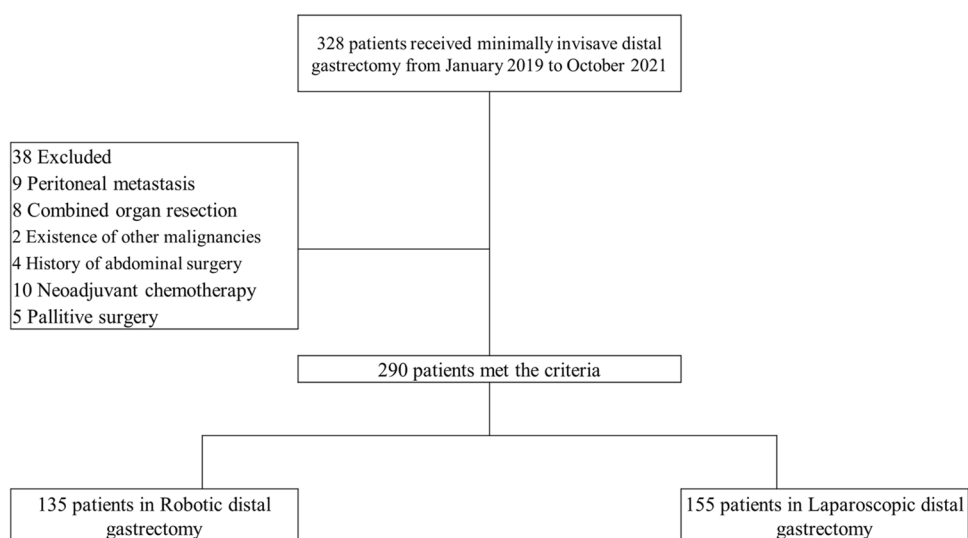 328 patients received minimally invisave distal
gastrectomy from January 2019 to October 2021
38 Excluded
9 Peritoneal metastasis
8 Combined organ resection
2 Existence of other malignancies
4 History of abdominal surgery
10 Neoadjuvant chemotherapy
5 Pallitive surgery
290 patients met the criteria
135 patients in Robotic distal
gastrectomy
155 patients in Laparoscopic distal
gastrectomy